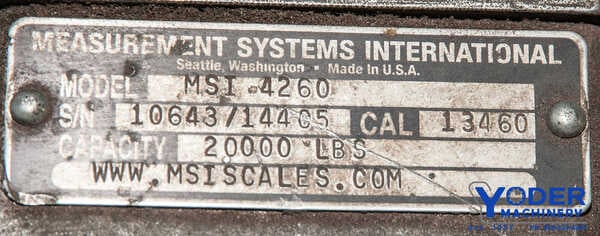 MEASUREMENT SYSTEMS INTERNATIONAL
Seattle, Washington • Made in U.S.A.
MODEL MSI 4260
S/N 10643/14405 CAL 13460
CAPACITY 20000 LBS
WWW.MSISCALES.COM
YODER
MACHINERY